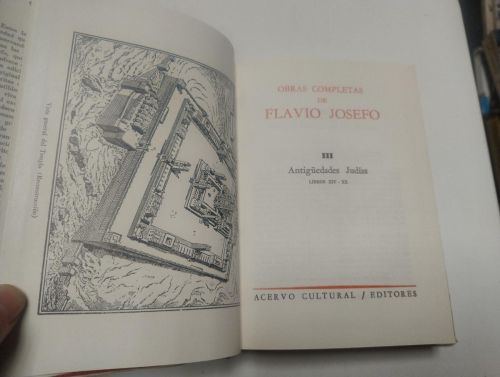 Vista general del Templo (Reconstrucción)
OBRAS COMPLETAS
DE
FLAVIO JOSEFO
III
Antigüedades Judías
LIBROS XIV - XX
ACERVO CULTURAL / EDITORES